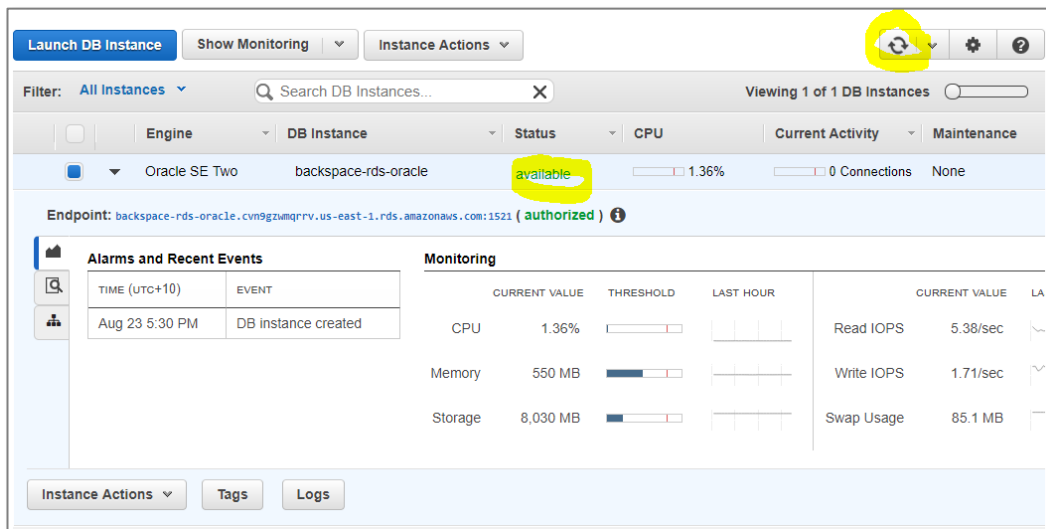 Launch DB Instance Show Monitoring Instance Actions
Filter: All Instances Search DB Instances... Viewing 1 of 1 DB Instances
Engine DB Instance Status CPU Current Activity Maintenance
Oracle SE Two backspace-rds-oracle available 1.36% 0 Connections None
Endpoint: backspace-rds-oracle.cvn9gzwmqrrv.us-east-1.rds.amazonaws.com:1521 ( authorized )
Alarms and Recent Events Monitoring
TIME (UTC+10) EVENT CURRENT VALUE THRESHOLD LAST HOUR CURRENT VALUE LA
Aug 23 5:30 PM DB instance created CPU 1.36% Read IOPS 5.38/sec
Memory 550 MB Write IOPS 1.71/sec
Storage 8,030 MB Swap Usage 85.1 MB
Instance Actions Tags Logs